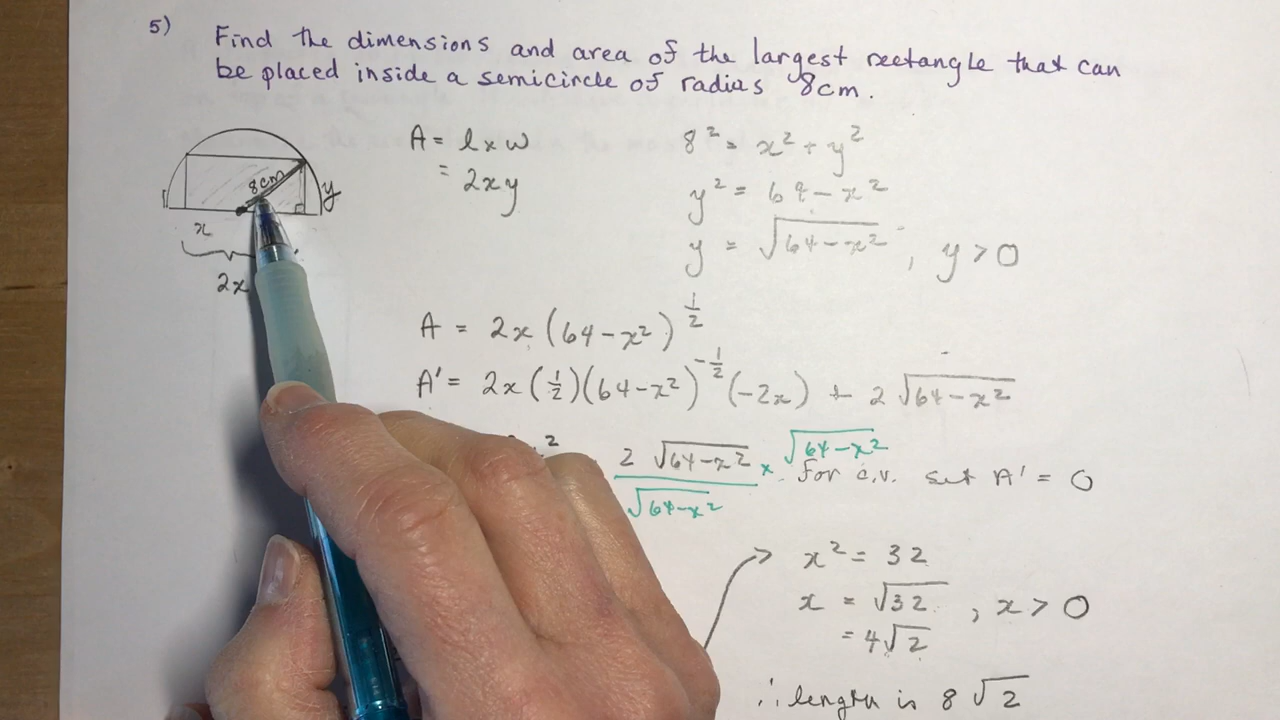 5) Find the dimensions and area of the largest rectangle that can
be placed inside a semicircle of radius 8cm.
8cm
y
x
2x
A = l x w
= 2xy
8² = x² + y²
y² = 64 - x²
y = √(64-x²) , y > 0
A = 2x (64-x²)^(1/2)
A' = 2x (1/2)(64-x²)^(-1/2) (-2x) + 2 √(64-x²)
2 √(64-x²) / √(64-x²) x √(64-x²)
for c.v. set A' = 0
x² = 32
x = √32 , x > 0
= 4√2
∴ length is 8√2